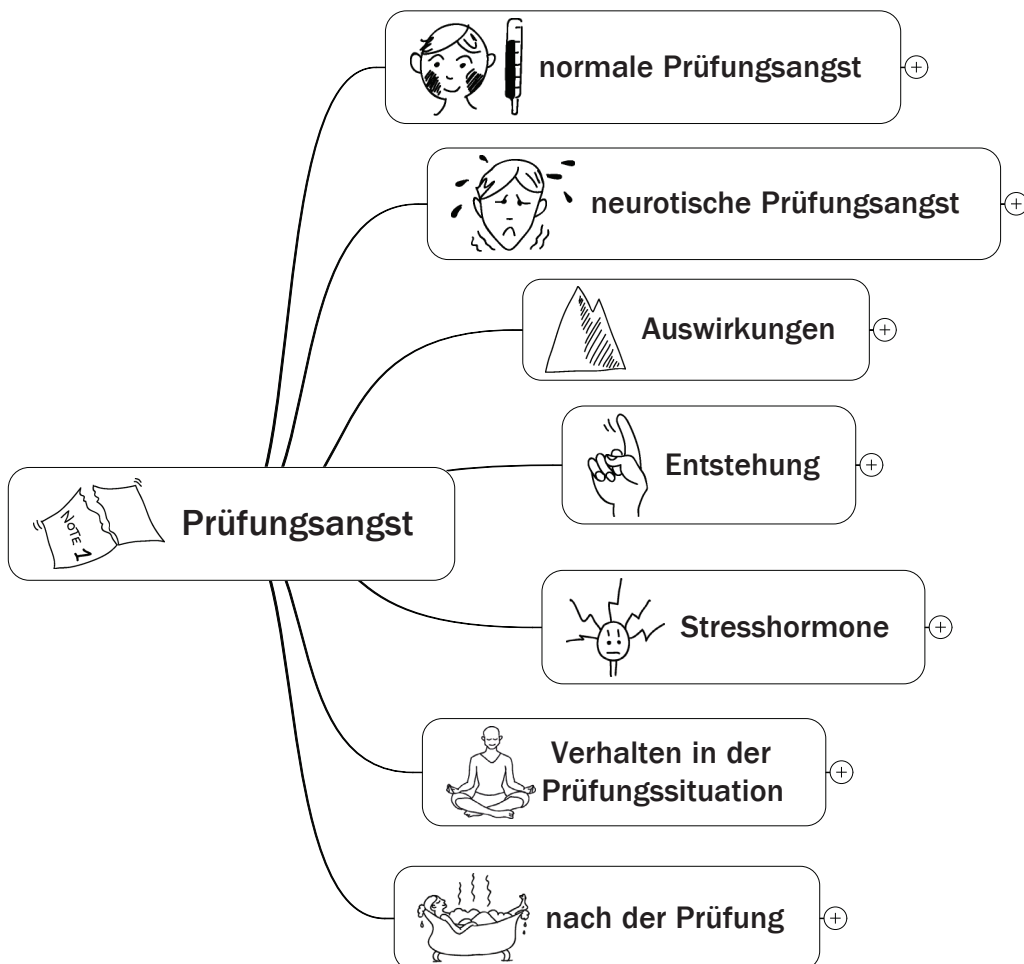 normale Prüfungsangst
neurotische Prüfungsangst
Auswirkungen
Entstehung
NOTE 1
Prüfungsangst
Stresshormone
Verhalten in der
Prüfungssituation
nach der Prüfung